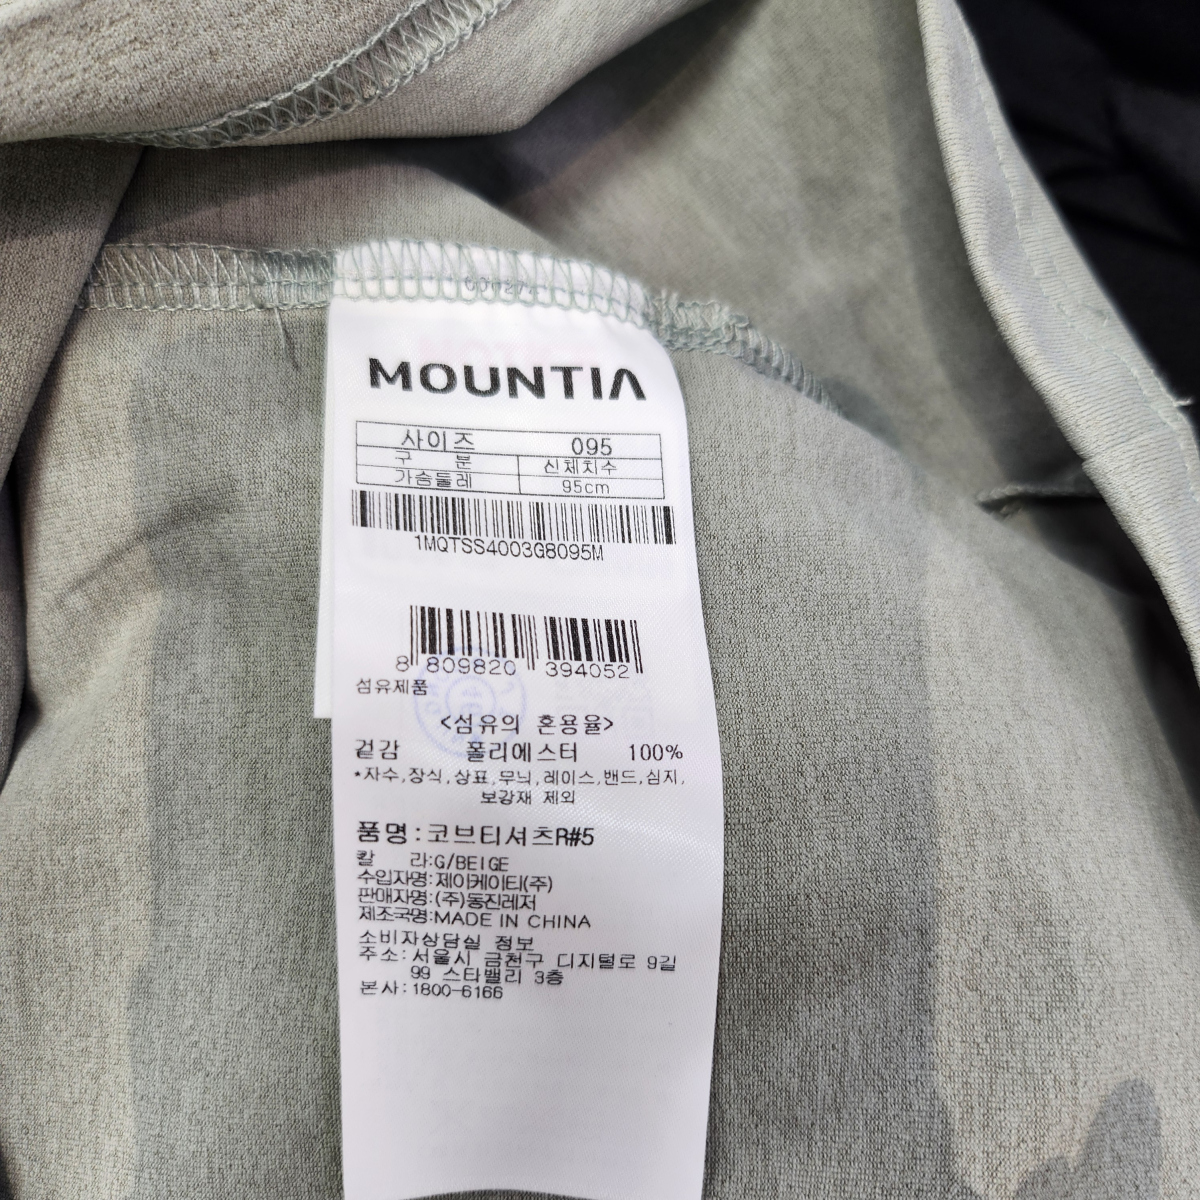 MOUNTIA
사이즈 095
구 분 신체치수
가슴둘레 95cm
1MQTSS4003G8095M
8 809820 394052
섬유제품
<섬유의 혼용율>
겉감 폴리에스터 100%
*자수,장식,상표,무늬,레이스,밴드,심지,
보강재 제외
품명:코브티셔츠R#5
칼 라:G/BEIGE
수입자명:제이케이티(주)
판매자명:(주)동진레저
제조국명:MADE IN CHINA
소비자상담실 정보
주소:서울시 금천구 디지털로 9길
99 스타밸리 3층
본사:1800-6166